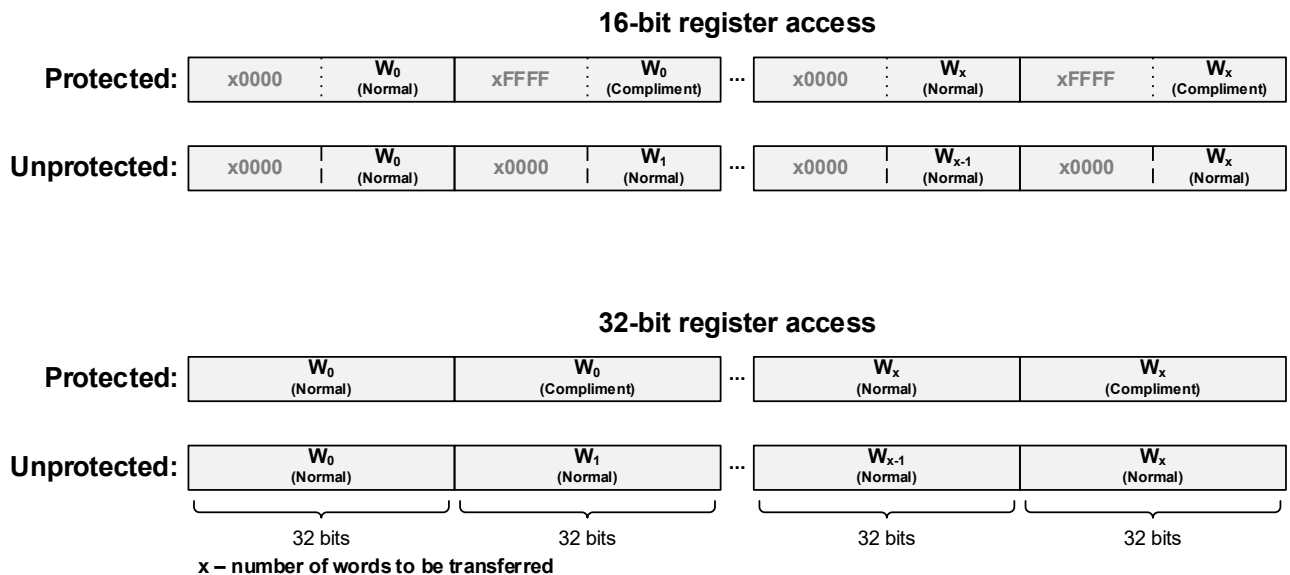 16-bit register access
Protected: x0000 W0 xFFFF W0 ... x0000 Wx xFFFF Wx
(Normal) (Compliment) (Normal) (Compliment)
Unprotected: x0000 W0 x0000 W1 ... x0000 Wx-1 x0000 Wx
(Normal) (Normal) (Normal) (Normal)
32-bit register access
Protected: W0 W0 ... Wx Wx
(Normal) (Compliment) (Normal) (Compliment)
Unprotected: W0 W1 ... Wx-1 Wx
(Normal) (Normal) (Normal) (Normal)
32 bits 32 bits 32 bits 32 bits
x – number of words to be transferred